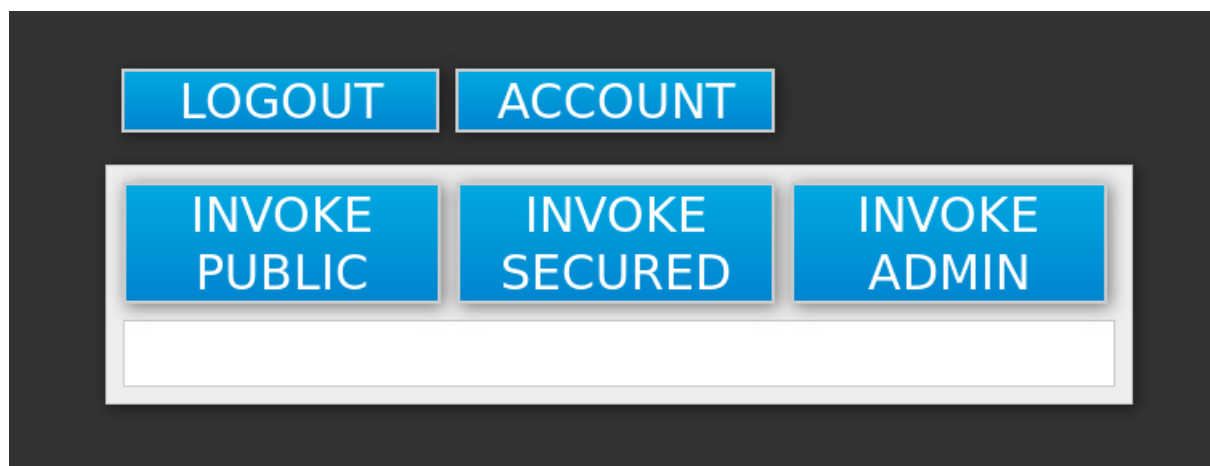 LOGOUT
ACCOUNT
INVOKE
PUBLIC
INVOKE
SECURED
INVOKE
ADMIN